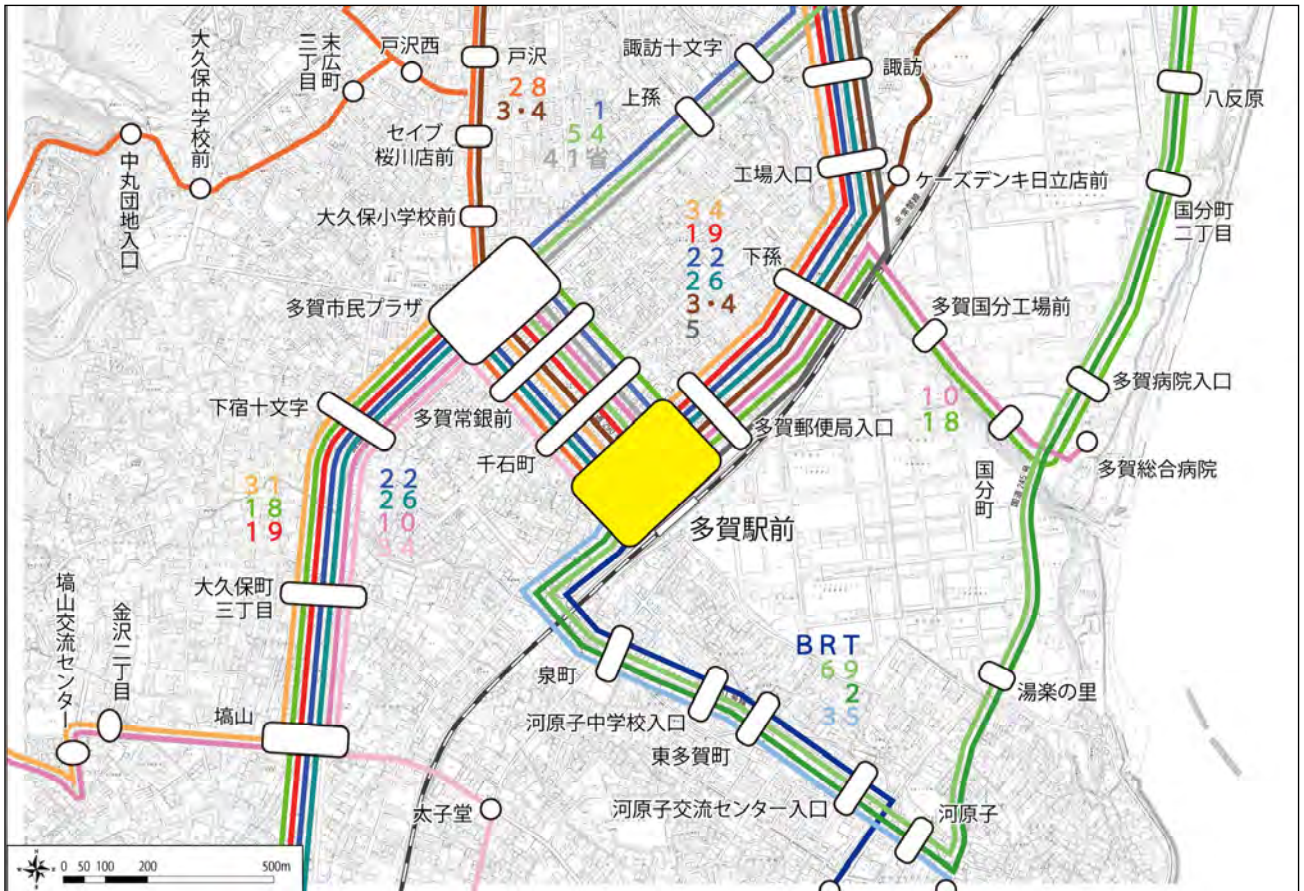 大久保中学校前
末広町
三丁目
戸沢西
戸沢
28
3・4
諏訪十文字
諏訪
八反原
上孫
1
54
41省
セイブ
桜川店前
中丸団地入口
大久保小学校前
工場入口
ケーズデンキ日立店前
国分町
二丁目
34
19
22
26
3・4
5
下孫
多賀市民プラザ
多賀国分工場前
多賀病院入口
下宿十文字
多賀常銀前
千石町
多賀郵便局入口
10
18
国分町
多賀総合病院
国道245号
31
18
19
22
26
10
94
多賀駅前
大久保町
三丁目
塙山交流センター
金沢二丁目
塙山
泉町
河原子中学校入口
東多賀町
河原子交流センター入口
BRT
69
2
35
湯楽の里
太子堂
河原子
0 50 100 200 500m